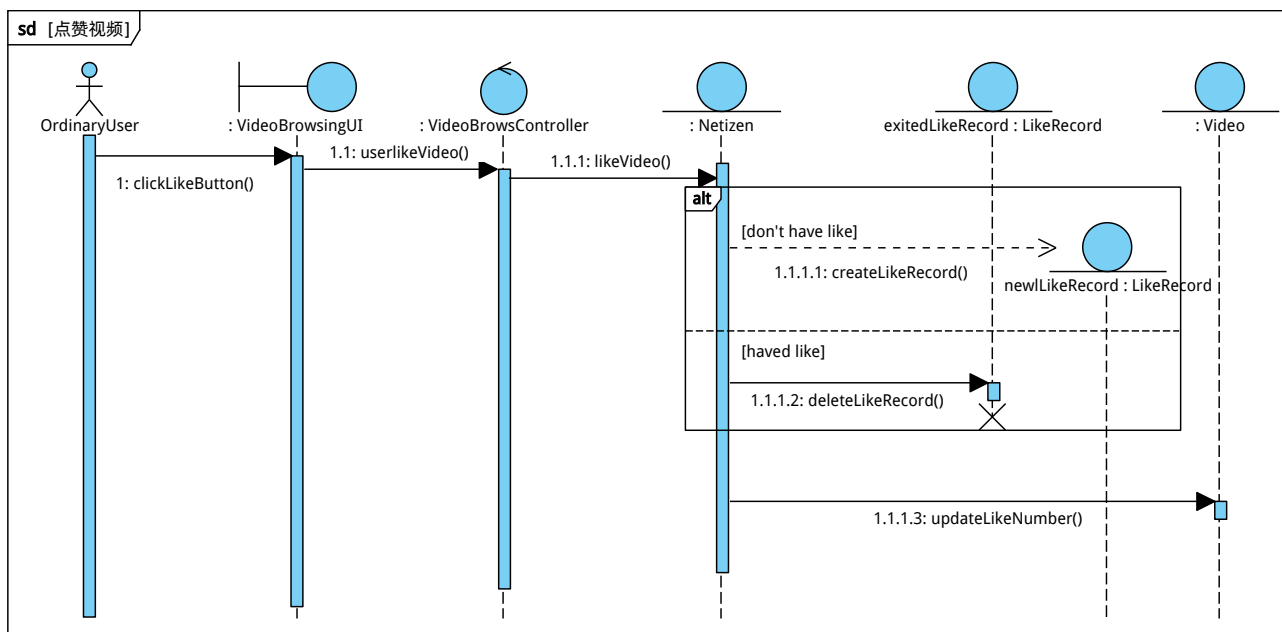 sd [点赞视频]
OrdinaryUser
: VideoBrowsingUI
: VideoBrowsController
: Netizen
exitedLikeRecord : LikeRecord
: Video
1: clickLikeButton()
1.1: userlikeVideo()
1.1.1: likeVideo()
alt
[don't have like]
1.1.1.1: createLikeRecord()
newlLikeRecord : LikeRecord
[haved like]
1.1.1.2: deleteLikeRecord()
1.1.1.3: updateLikeNumber()